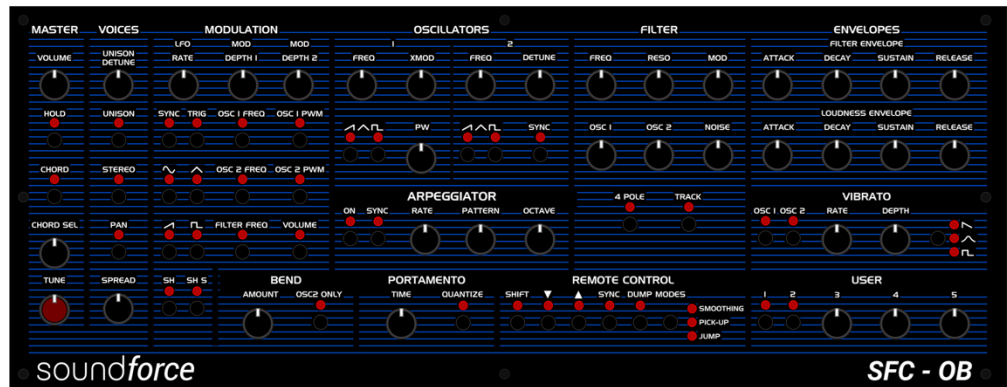 MASTER VOICES MODULATION OSCILLATORS FILTER ENVELOPES
LFO MOD MOD 1 2 FILTER ENVELOPE
VOLUME UNISON DETUNE RATE DEPTH 1 DEPTH 2 FREQ XMOD FREQ DETUNE FREQ RESO MOD ATTACK DECAY SUSTAIN RELEASE
HOLD UNISON SYNC TRIG OSC 1 FREQ OSC 1 PWM LOUDNESS ENVELOPE
PW SYNC OSC 1 OSC 2 NOISE ATTACK DECAY SUSTAIN RELEASE
CHORD STEREO OSC 2 FREQ OSC 2 PWM
ARPEGGIATOR 4 POLE TRACK VIBRATO
ON SYNC RATE PATTERN OCTAVE OSC 1 OSC 2 RATE DEPTH
CHORD SEL PAN FILTER FREQ VOLUME
TUNE SPREAD SH SH S BEND PORTAMENTO REMOTE CONTROL USER
AMOUNT OSC2 ONLY TIME QUANTIZE SHIFT ▼ ▲ SYNC DUMP MODES 1 2 3 4 5
SMOOTHING
PICK-UP
JUMP
soundforce SFC - OB